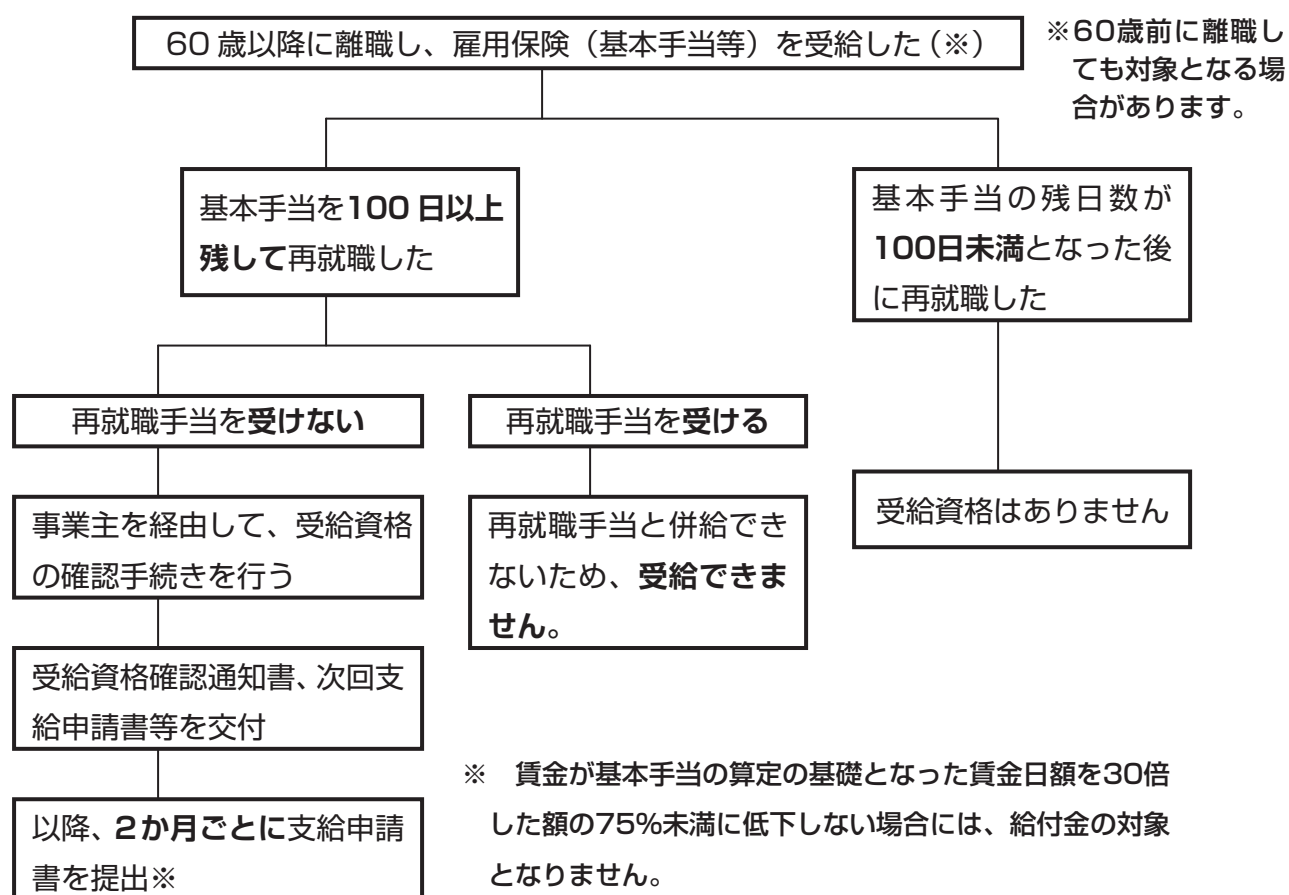 60 歳以降に離職し、雇用保険（基本手当等）を受給した（※）
※60歳前に離職し
ても対象となる場
合があります。
基本手当を100 日以上
残して再就職した
基本手当の残日数が
100日未満となった後
に再就職した
再就職手当を受けない
再就職手当を受ける
事業主を経由して、受給資格
の確認手続きを行う
再就職手当と併給でき
ないため、受給できま
せん。
受給資格はありません
受給資格確認通知書、次回支
給申請書等を交付
以降、2か月ごとに支給申請
書を提出※
※　賃金が基本手当の算定の基礎となった賃金日額を30倍
した額の75%未満に低下しない場合には、給付金の対象
となりません。